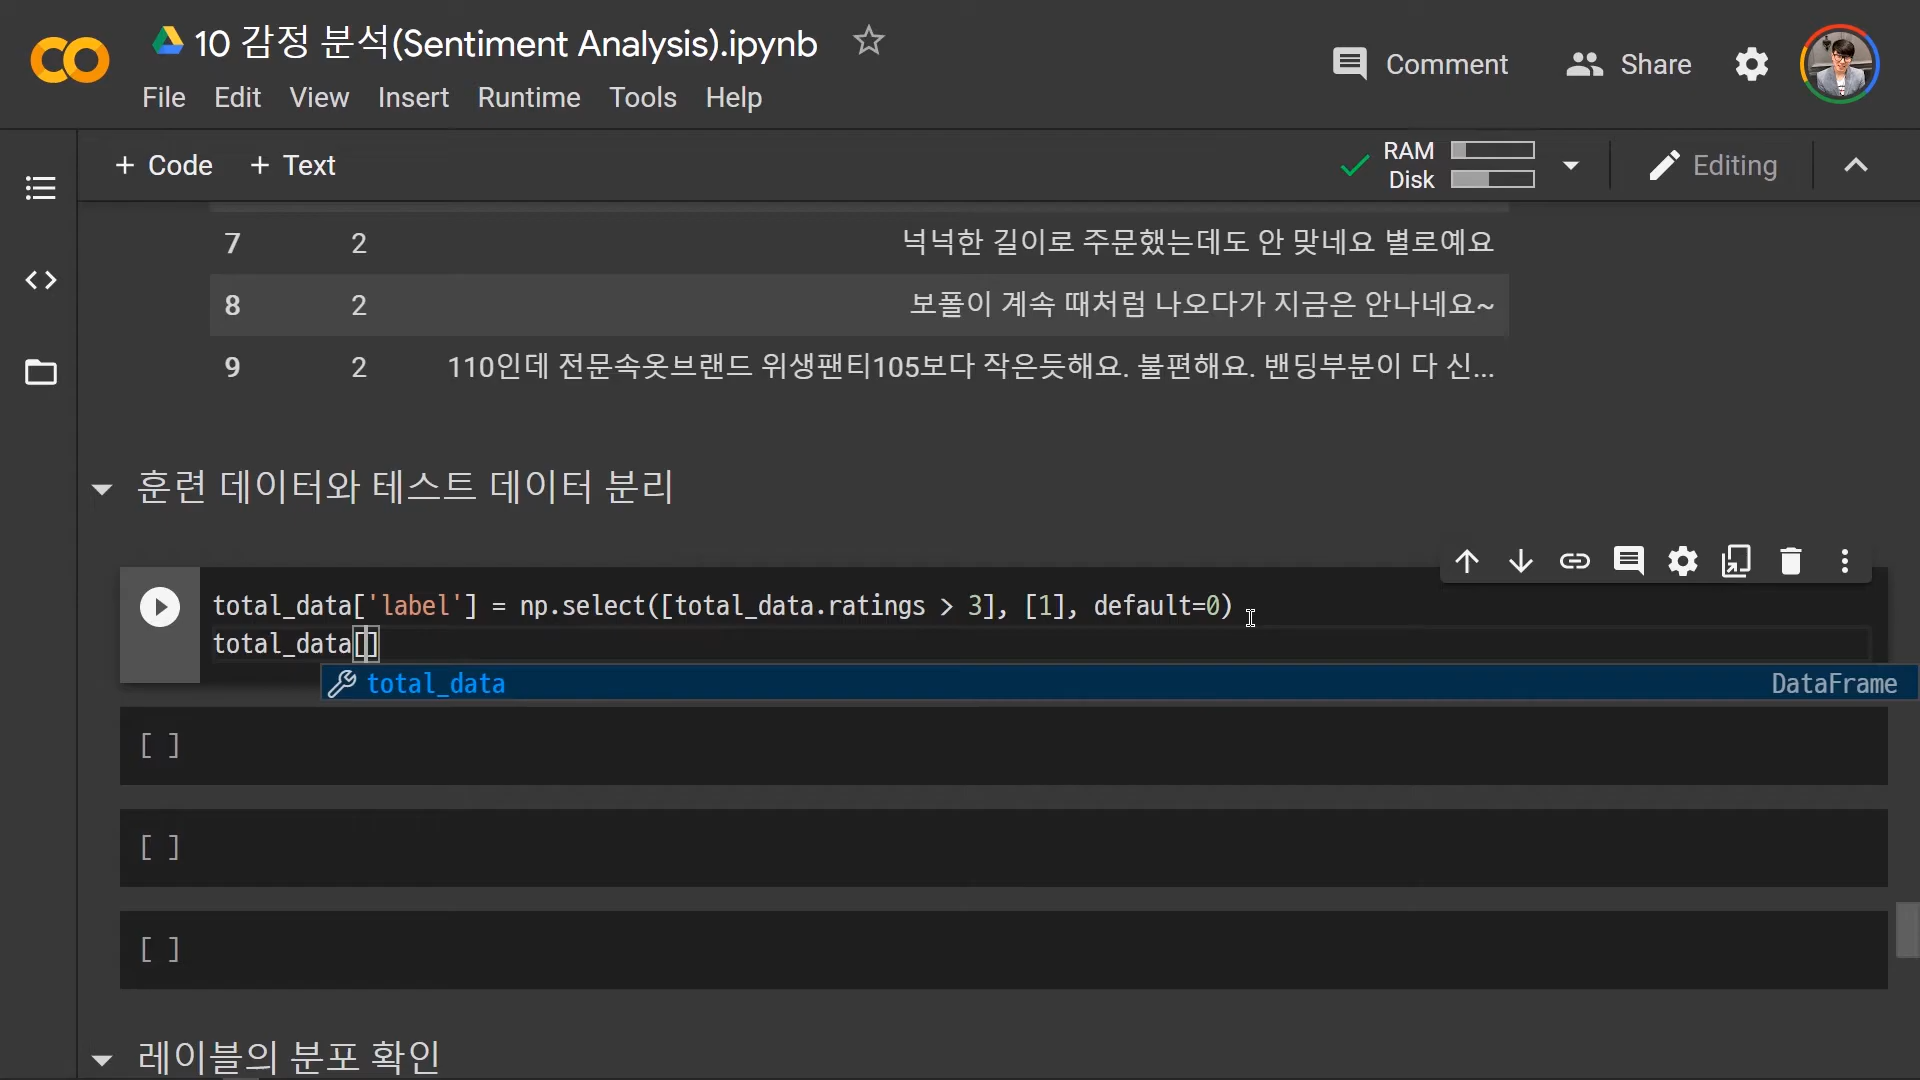 10 감정 분석(Sentiment Analysis).ipynb
Comment
Share
File Edit View Insert Runtime Tools Help
+ Code + Text
RAM
Disk
Editing
7 2 넉넉한 길이로 주문했는데도 안 맞네요 별로예요
8 2 보풀이 계속 때처럼 나오다가 지금은 안나네요~
9 2 110인데 전문속옷브랜드 위생팬티105보다 작은듯해요. 불편해요. 밴딩부분이 다 신...
훈련 데이터와 테스트 데이터 분리
total_data['label'] = np.select([total_data.ratings > 3], [1], default=0)
total_data[]
total_data DataFrame
[ ]
[ ]
[ ]
레이블의 분포 확인